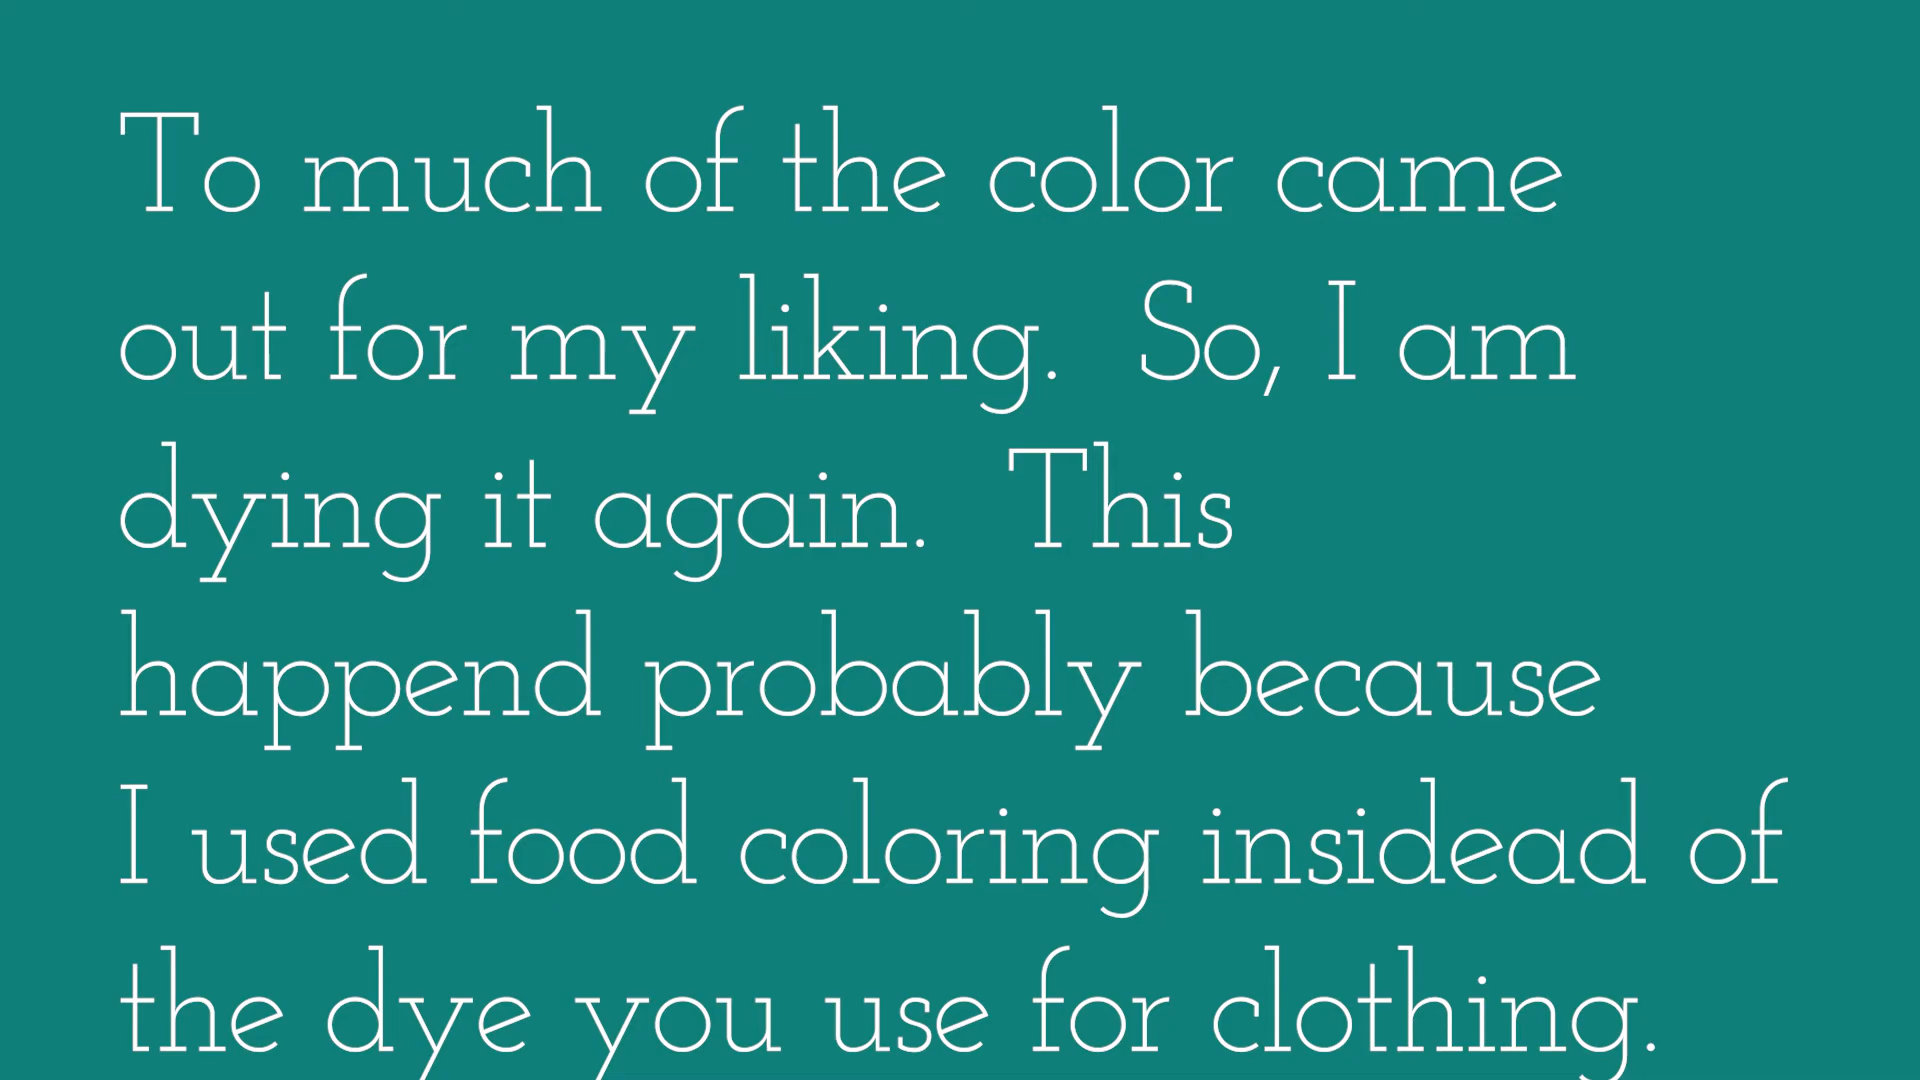 To much of the color came
out for my liking.  So, I am
dying it again.  This
happend probably because
I used food coloring insidead of
the dye you use for clothing.